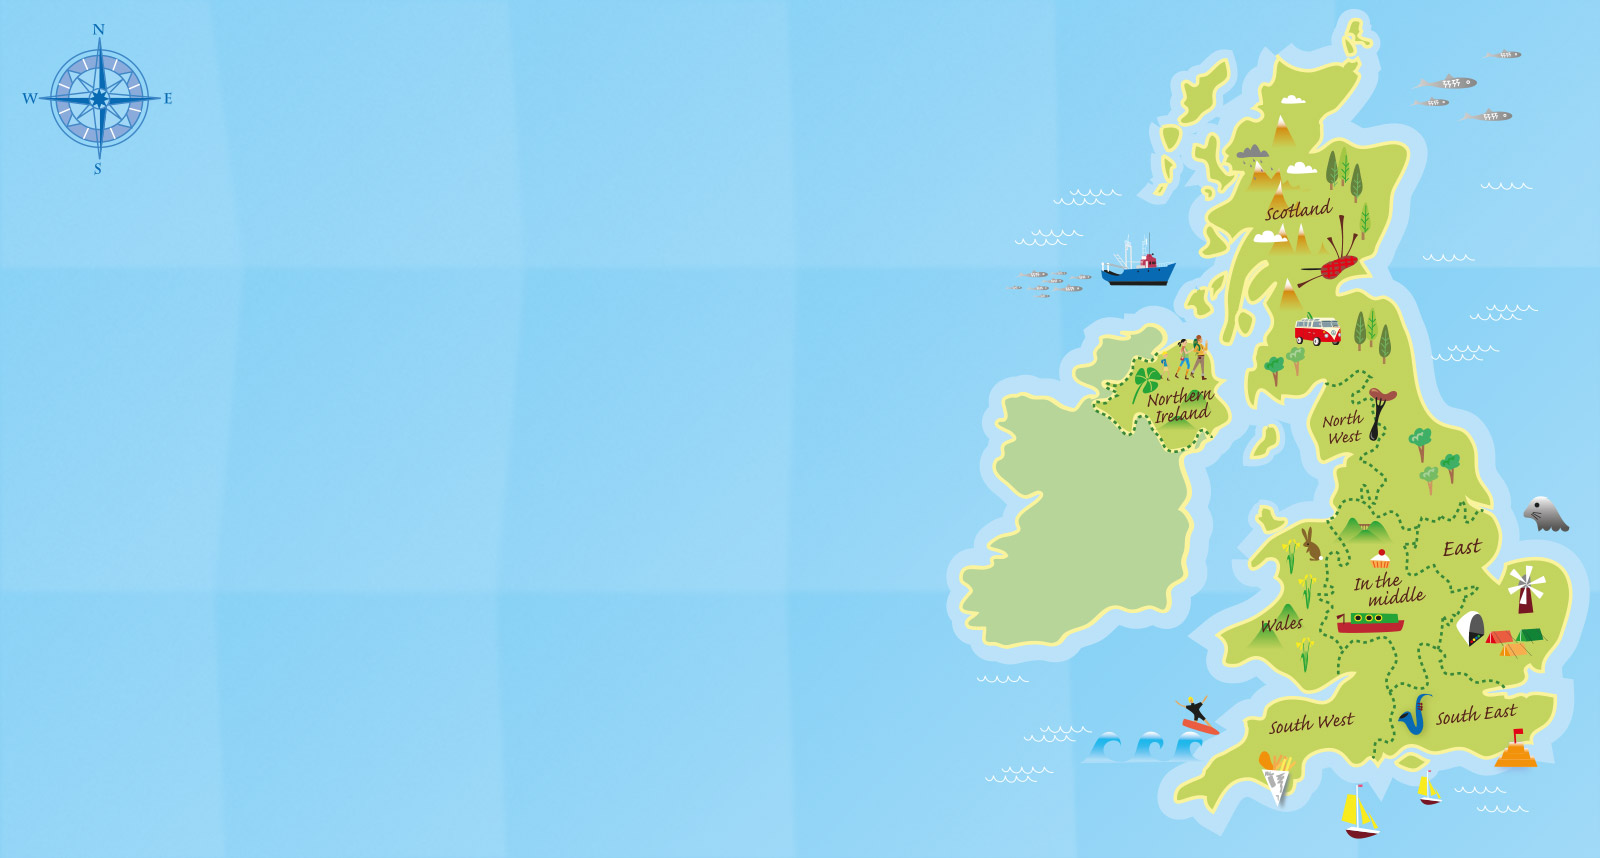 N
W E
S
Scotland
Northern
Ireland
North
West
East
In the
middle
Wales
South West
South East